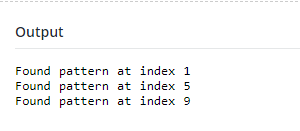 Output
Found pattern at index 1
Found pattern at index 5
Found pattern at index 9